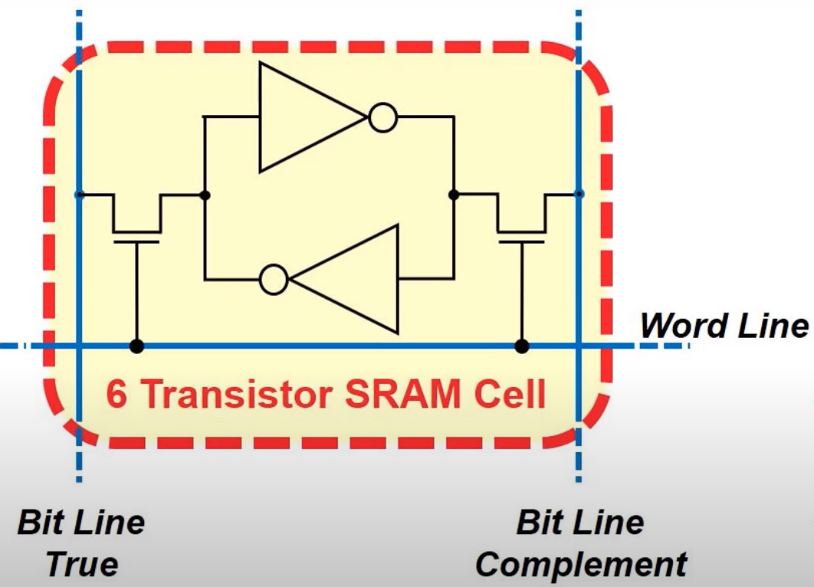 Word Line
6 Transistor SRAM Cell
Bit Line
True
Bit Line
Complement